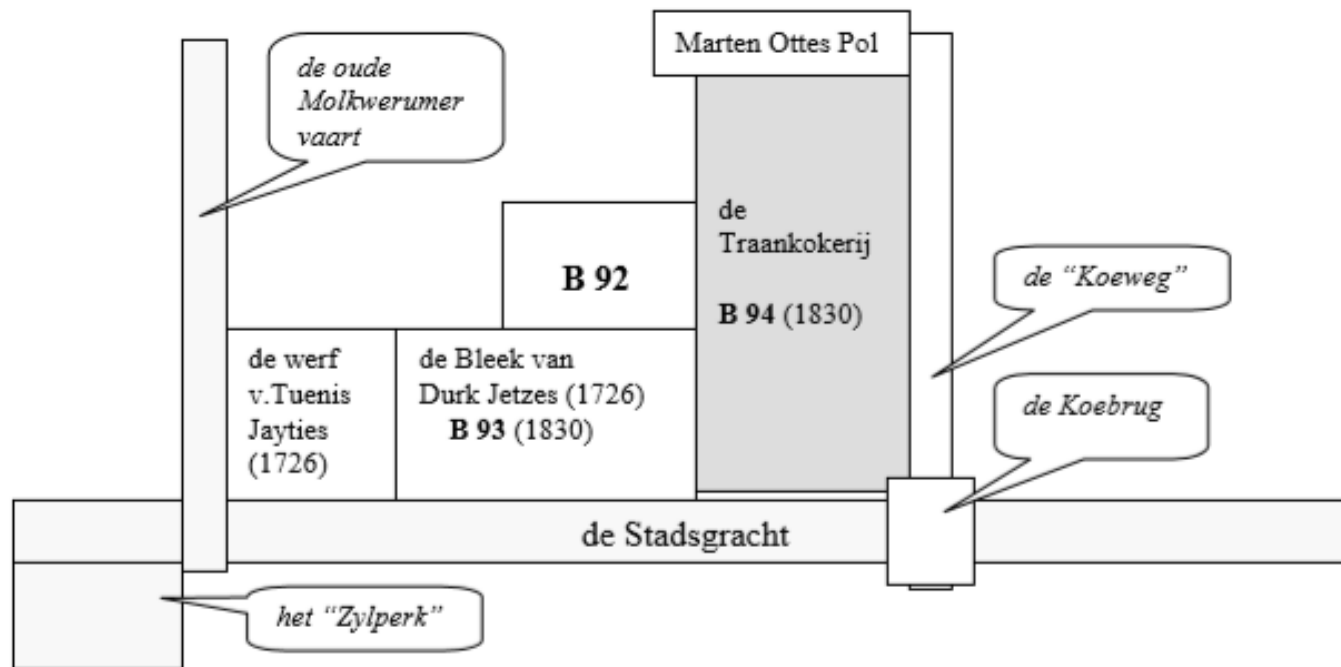 Marten Ottes Pol
de oude
Molkwerumer
vaart
de
Traankokerij
B 94 (1830)
B 92
de "Koeweg"
de werf
v.Tuenis
Jayties
(1726)
de Bleek van
Durk Jetzes (1726)
B 93 (1830)
de Koebrug
de Stadsgracht
het "Zylperk"